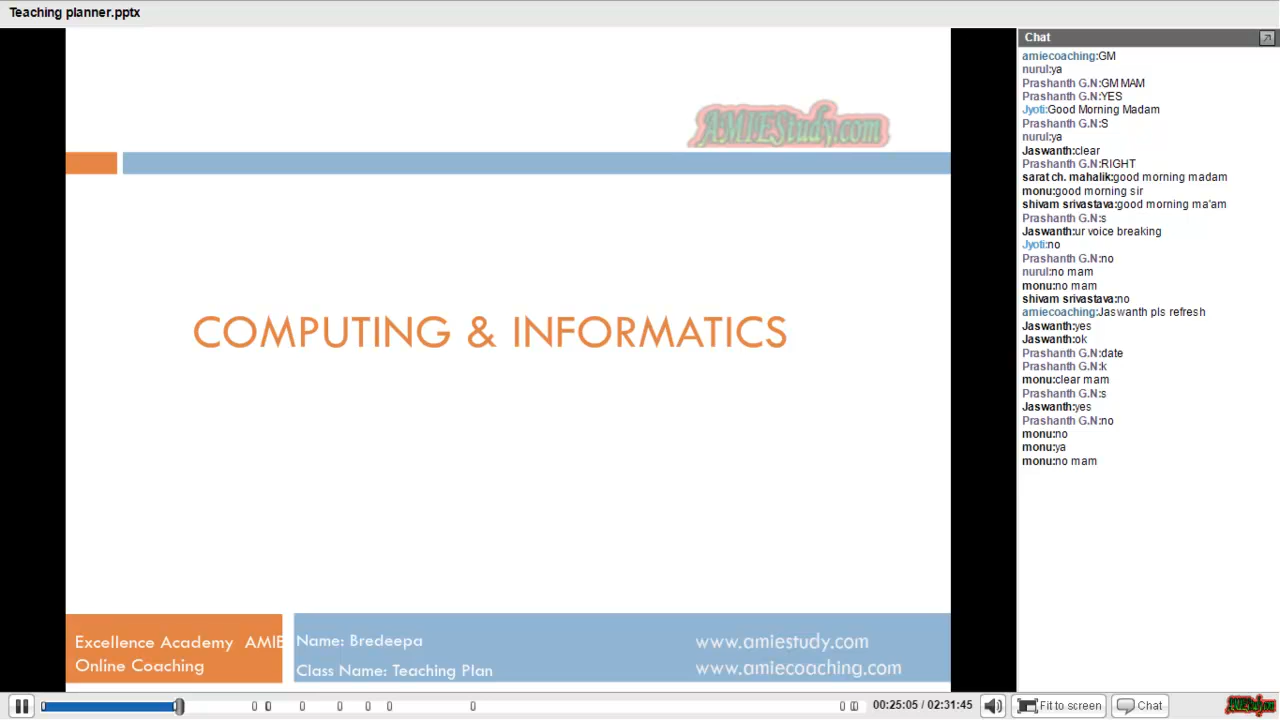 Teaching planner.pptx
AMIEStudy.com
COMPUTING & INFORMATICS
Excellence Academy AMIE
Online Coaching
Name: Bredeepa
Class Name: Teaching Plan
www.amiestudy.com
www.amiecoaching.com
Chat
amiecoaching:GM
nurul:ya
Prashanth G.N:GM MAM
Prashanth G.N:YES
Jyoti:Good Morning Madam
Prashanth G.N:S
nurul:ya
Jaswanth:clear
Prashanth G.N:RIGHT
sarat ch. mahalik:good morning madam
monu:good morning sir
shivam srivastava:good morning ma'am
Prashanth G.N:s
Jaswanth:ur voice breaking
Jyoti:no
Prashanth G.N:no
nurul:no mam
monu:no mam
shivam srivastava:no
amiecoaching:Jaswanth pls refresh
Jaswanth:yes
Jaswanth:ok
Prashanth G.N:date
Prashanth G.N:k
monu:clear mam
Prashanth G.N:s
Jaswanth:yes
Prashanth G.N:no
monu:no
monu:ya
monu:no mam
00:25:05 / 02:31:45
Fit to screen
Chat
AMIEStudy.com